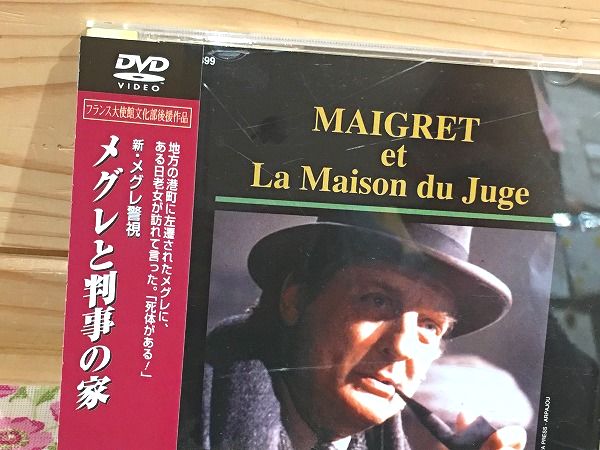 DVD
VIDEO
フランス大使館文化部後援作品
地方の港町に左遷されたメグレに、
ある日老女が訪れて言った。「死体がある！」
新・メグレ警視
メグレと判事の家
99
MAIGRET
et
La Maison du Juge
PRESS - ARPAJOU